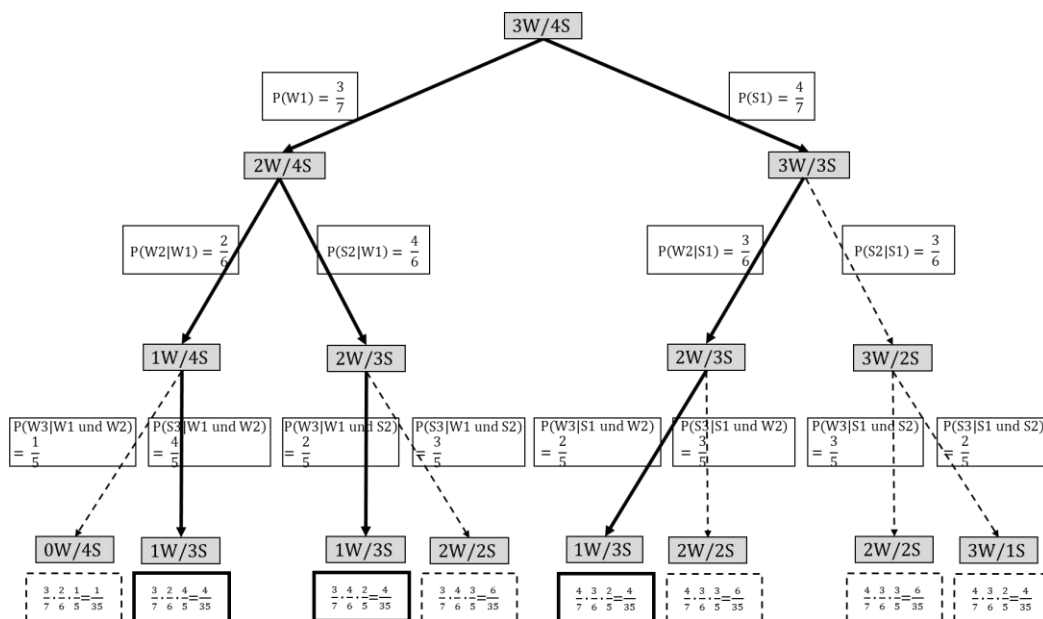 3W/4S
P(W1) = 3/7
P(S1) = 4/7
2W/4S
3W/3S
P(W2|W1) = 2/6
P(S2|W1) = 4/6
P(W2|S1) = 3/6
P(S2|S1) = 3/6
1W/4S
2W/3S
2W/3S
3W/2S
P(W3|W1 und W2)
= 1/5
P(S3|W1 und W2)
= 4/5
P(W3|W1 und S2)
= 2/5
P(S3|W1 und S2)
= 3/5
P(W3|S1 und W2)
= 2/5
P(S3|S1 und W2)
= 3/5
P(W3|S1 und S2)
= 3/5
P(S3|S1 und S2)
= 2/5
0W/4S
1W/3S
1W/3S
2W/2S
1W/3S
2W/2S
2W/2S
3W/1S
3/7 · 2/6 · 1/5 = 1/35
3/7 · 2/6 · 4/5 = 4/35
3/7 · 4/6 · 2/5 = 4/35
3/7 · 4/6 · 3/5 = 6/35
4/7 · 3/6 · 2/5 = 4/35
4/7 · 3/6 · 3/5 = 6/35
4/7 · 3/6 · 3/5 = 6/35
4/7 · 3/6 · 2/5 = 4/35